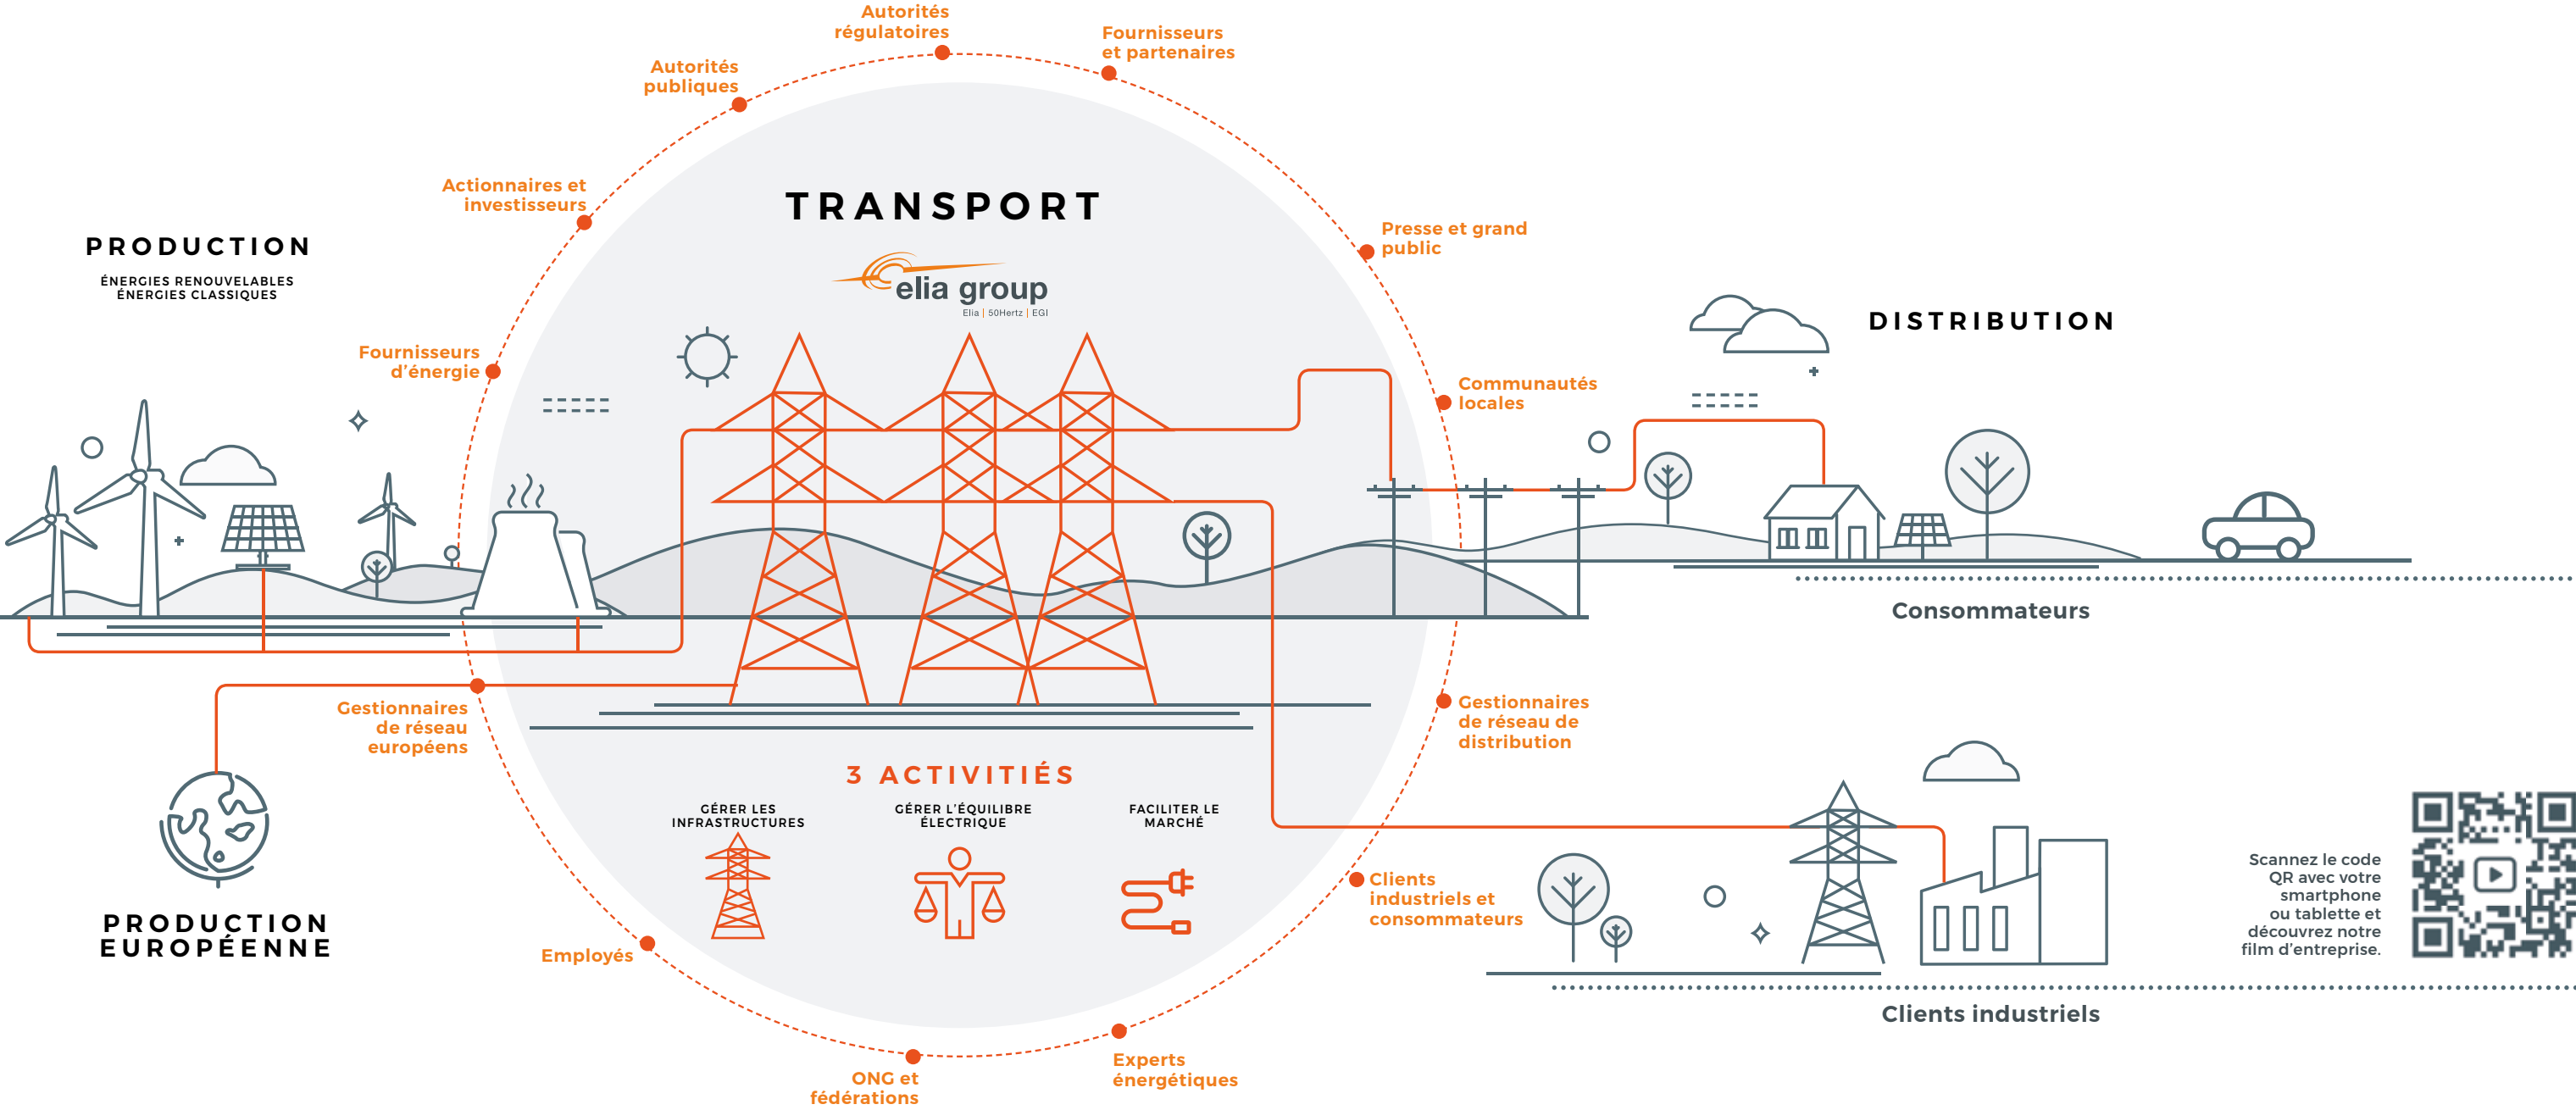 Autorités
régulatoires
Fournisseurs
et partenaires
Autorités
publiques
Actionnaires et
investisseurs
TRANSPORT
elia group
Elia | 50Hertz | EGI
Presse et grand
public
PRODUCTION
ÉNERGIES RENOUVELABLES
ÉNERGIES CLASSIQUES
DISTRIBUTION
Fournisseurs
d’énergie
Communautés
locales
Consommateurs
Gestionnaires
de réseau
européens
Gestionnaires
de réseau de
distribution
3 ACTIVITIÉS
GÉRER LES
INFRASTRUCTURES
GÉRER L’ÉQUILIBRE
ÉLECTRIQUE
FACILITER LE
MARCHÉ
PRODUCTION
EUROPÉENNE
Clients
industriels et
consommateurs
Scannez le code
QR avec votre
smartphone
ou tablette et
découvrez notre
film d’entreprise.
Employés
Clients industriels
Experts
énergétiques
ONG et
fédérations